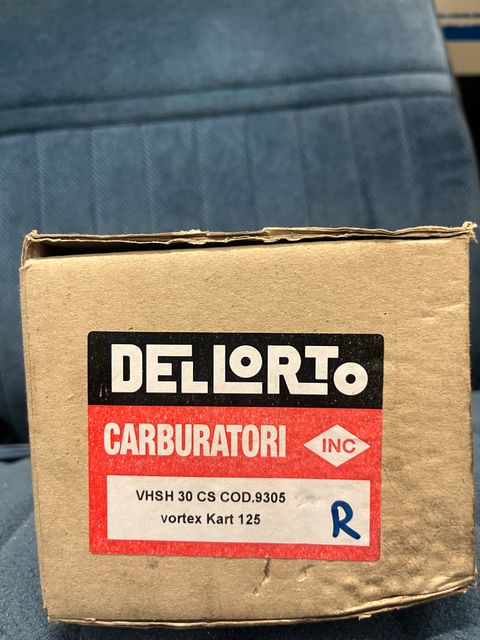 DELLORTO
CARBURATORI INC
VHSH 30 CS COD.9305
vortex Kart 125
R